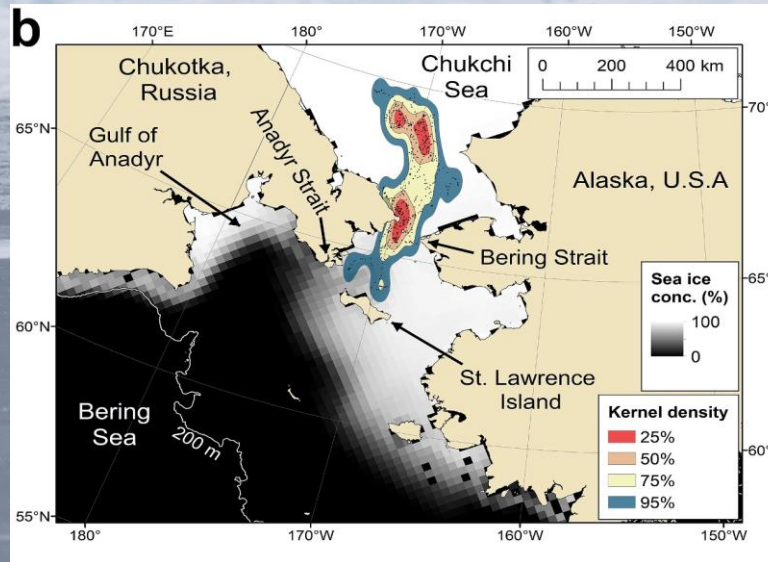 b
170°E
180°
170°W
160°W
150°W
Chukotka,
Russia
Chukchi
Sea
0 200 400 km
65°N
70°
Gulf of
Anadyr
Anadyr Strait
Alaska, U.S.A
Bering Strait
Sea ice
conc. (%)
100
0
65°
60°N
St. Lawrence
Island
Bering
Sea
200 m
Kernel density
25%
50%
75%
95%
60°
55°N
180°
170°W
160°W
150°W